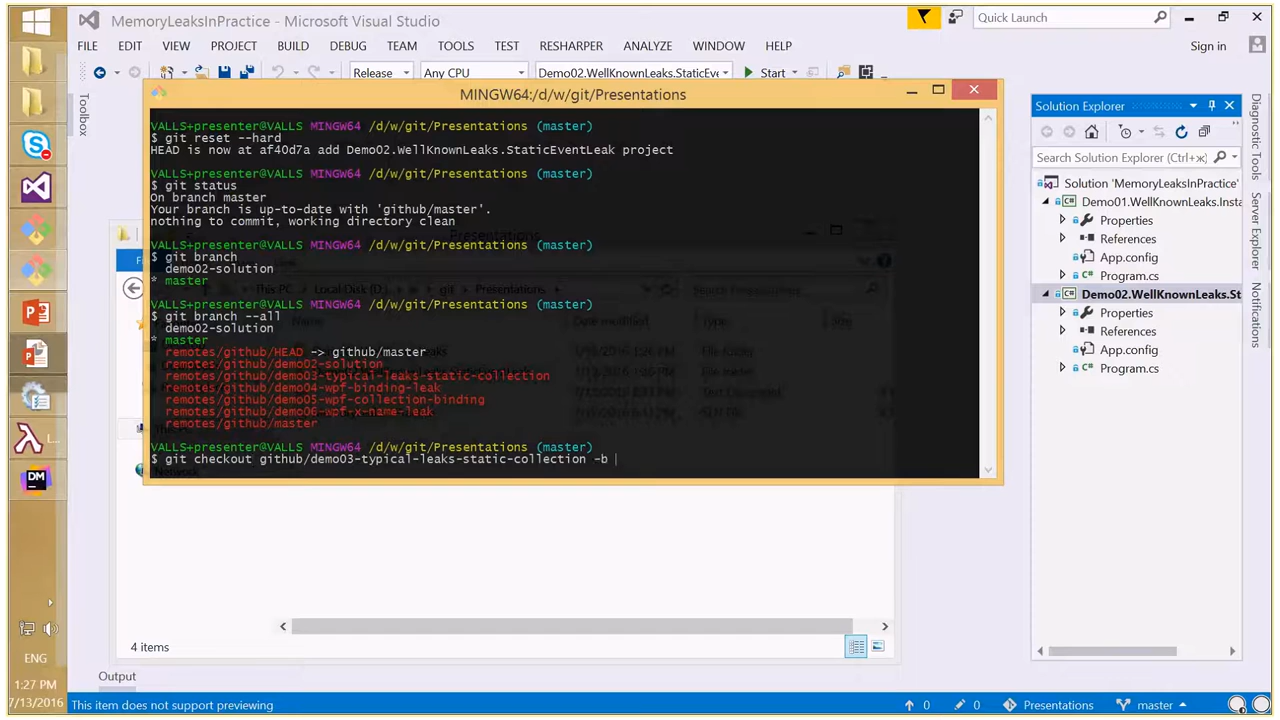 MemoryLeaksInPractice - Microsoft Visual Studio
Quick Launch
FILE EDIT VIEW PROJECT BUILD DEBUG TEAM TOOLS TEST RESHARPER ANALYZE WINDOW HELP
Sign in
Release Any CPU Demo02.WellKnownLeaks.StaticEve Start
Toolbox
MINGW64:/d/w/git/Presentations
VALLS+presenter@VALLS MINGW64 /d/w/git/Presentations (master)
$ git reset --hard
HEAD is now at af40d7a add Demo02.WellKnownLeaks.StaticEventLeak project
VALLS+presenter@VALLS MINGW64 /d/w/git/Presentations (master)
$ git status
On branch master
Your branch is up-to-date with 'github/master'.
nothing to commit, working directory clean
VALLS+presenter@VALLS MINGW64 /d/w/git/Presentations (master)
$ git branch
demo02-solution
* master
VALLS+presenter@VALLS MINGW64 /d/w/git/Presentations (master)
$ git branch --all
demo02-solution
* master
remotes/github/HEAD -> github/master
remotes/github/demo02-solution
remotes/github/demo03-typical-leaks-static-collection
remotes/github/demo04-wpf-binding-leak
remotes/github/demo05-wpf-collection-binding
remotes/github/demo06-wpf-x-name-leak
remotes/github/master
VALLS+presenter@VALLS MINGW64 /d/w/git/Presentations (master)
$ git checkout github/demo03-typical-leaks-static-collection -b
Network
4 items
Output
Solution Explorer
Search Solution Explorer (Ctrl+ж)
Solution 'MemoryLeaksInPractice'
Demo01.WellKnownLeaks.Insta
Properties
References
App.config
Program.cs
Demo02.WellKnownLeaks.St
Properties
References
App.config
Program.cs
Diagnostic Tools
Server Explorer
Notifications
ENG
1:27 PM
7/13/2016
This item does not support previewing
0 0 Presentations master